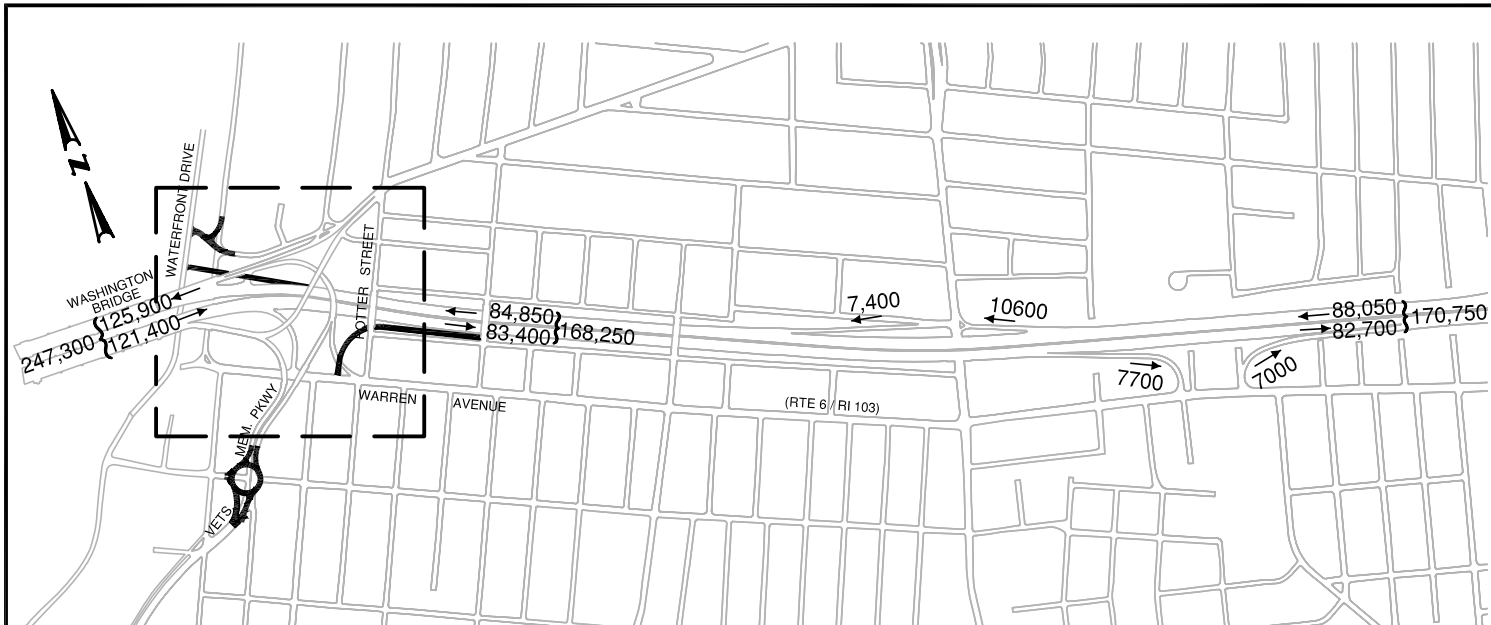 N
WATERFRONT DRIVE
WASHINGTON
BRIDGE
125,900
247,300 {
121,400
POTTER STREET
84,850
83,400
}168,250
7,400
10600
88,050
82,700
}170,750
7700
7000
WARREN AVENUE
(RTE 6 / RI 103)
VETS MEM. PKWY